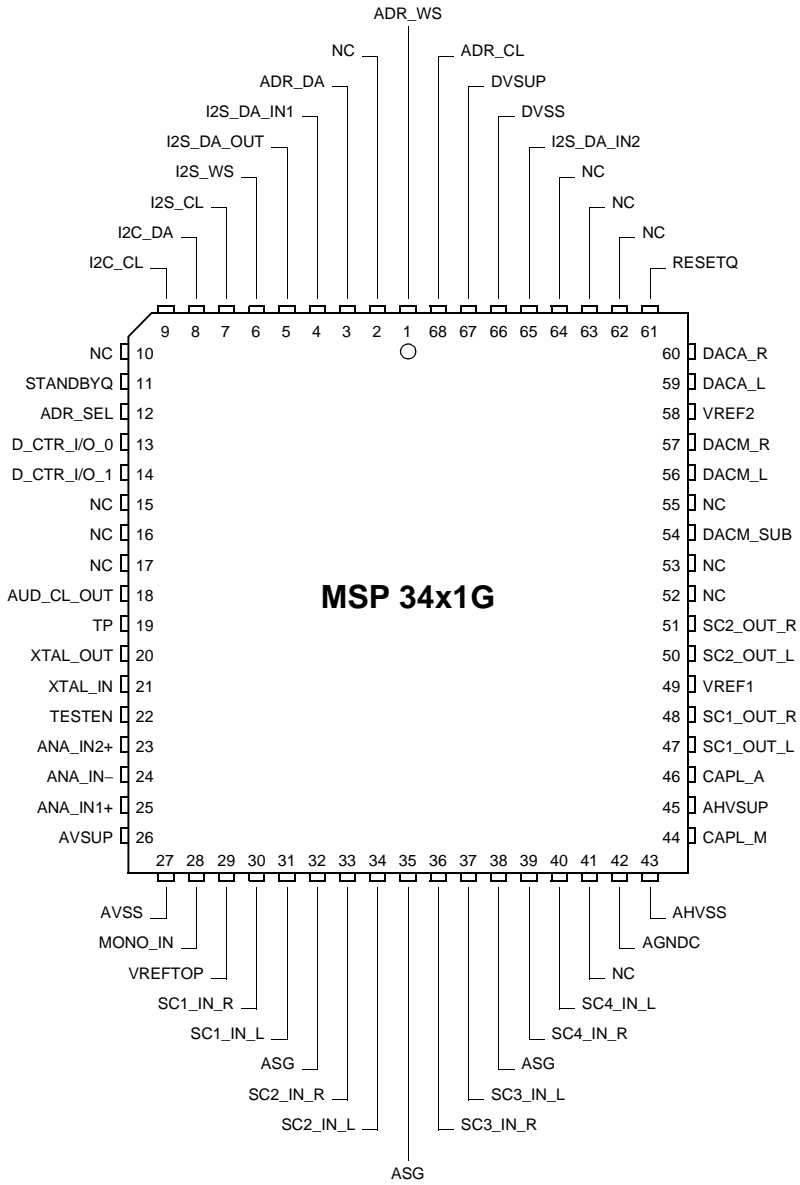 ADR_WS
NC ADR_CL
ADR_DA DVSUP
I2S_DA_IN1 DVSS
I2S_DA_OUT I2S_DA_IN2
I2S_WS NC
I2S_CL NC
I2C_DA NC
I2C_CL RESETQ
9 8 7 6 5 4 3 2 1 68 67 66 65 64 63 62 61
NC 10 60 DACA_R
STANDBYQ 11 59 DACA_L
ADR_SEL 12 58 VREF2
D_CTR_I/O_0 13 57 DACM_R
D_CTR_I/O_1 14 56 DACM_L
NC 15 55 NC
NC 16 54 DACM_SUB
NC 17 53 NC
AUD_CL_OUT 18 52 NC
MSP 34x1G
TP 19 51 SC2_OUT_R
XTAL_OUT 20 50 SC2_OUT_L
XTAL_IN 21 49 VREF1
TESTEN 22 48 SC1_OUT_R
ANA_IN2+ 23 47 SC1_OUT_L
ANA_IN− 24 46 CAPL_A
ANA_IN1+ 25 45 AHVSUP
AVSUP 26 44 CAPL_M
27 28 29 30 31 32 33 34 35 36 37 38 39 40 41 42 43
AVSS AHVSS
MONO_IN AGNDC
VREFTOP NC
SC1_IN_R SC4_IN_L
SC1_IN_L SC4_IN_R
ASG ASG
SC2_IN_R SC3_IN_L
SC2_IN_L SC3_IN_R
ASG